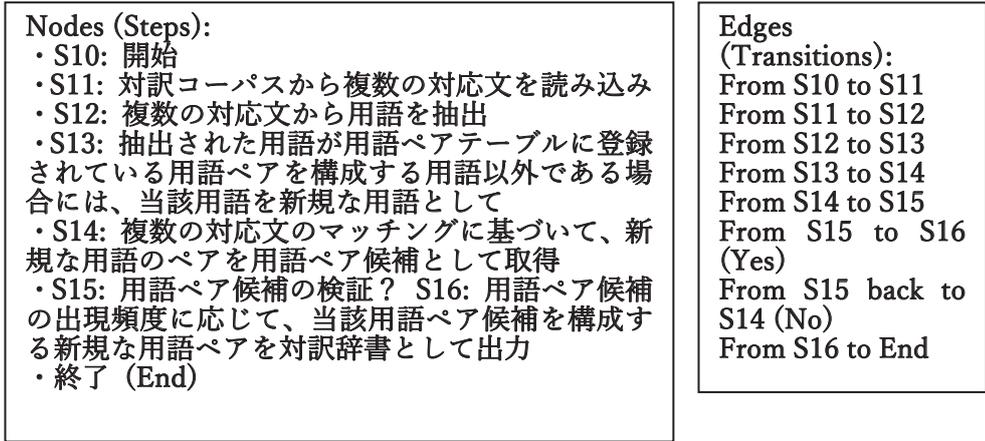 Nodes (Steps):
・S10: 開始
・S11: 対訳コーパスから複数の対応文を読み込み
・S12: 複数の対応文から用語を抽出
・S13: 抽出された用語が用語ペアテーブルに登録
されている用語ペアを構成する用語以外である場
合には、当該用語を新規な用語として
・S14: 複数の対応文のマッチングに基づいて、新
規な用語のペアを用語ペア候補として取得
・S15: 用語ペア候補の検証？ S16: 用語ペア候補
の出現頻度に応じて、当該用語ペア候補を構成す
る新規な用語ペアを対訳辞書として出力
・終了 (End)
Edges
(Transitions):
From S10 to S11
From S11 to S12
From S12 to S13
From S13 to S14
From S14 to S15
From S15 to S16
(Yes)
From S15 back to
S14 (No)
From S16 to End